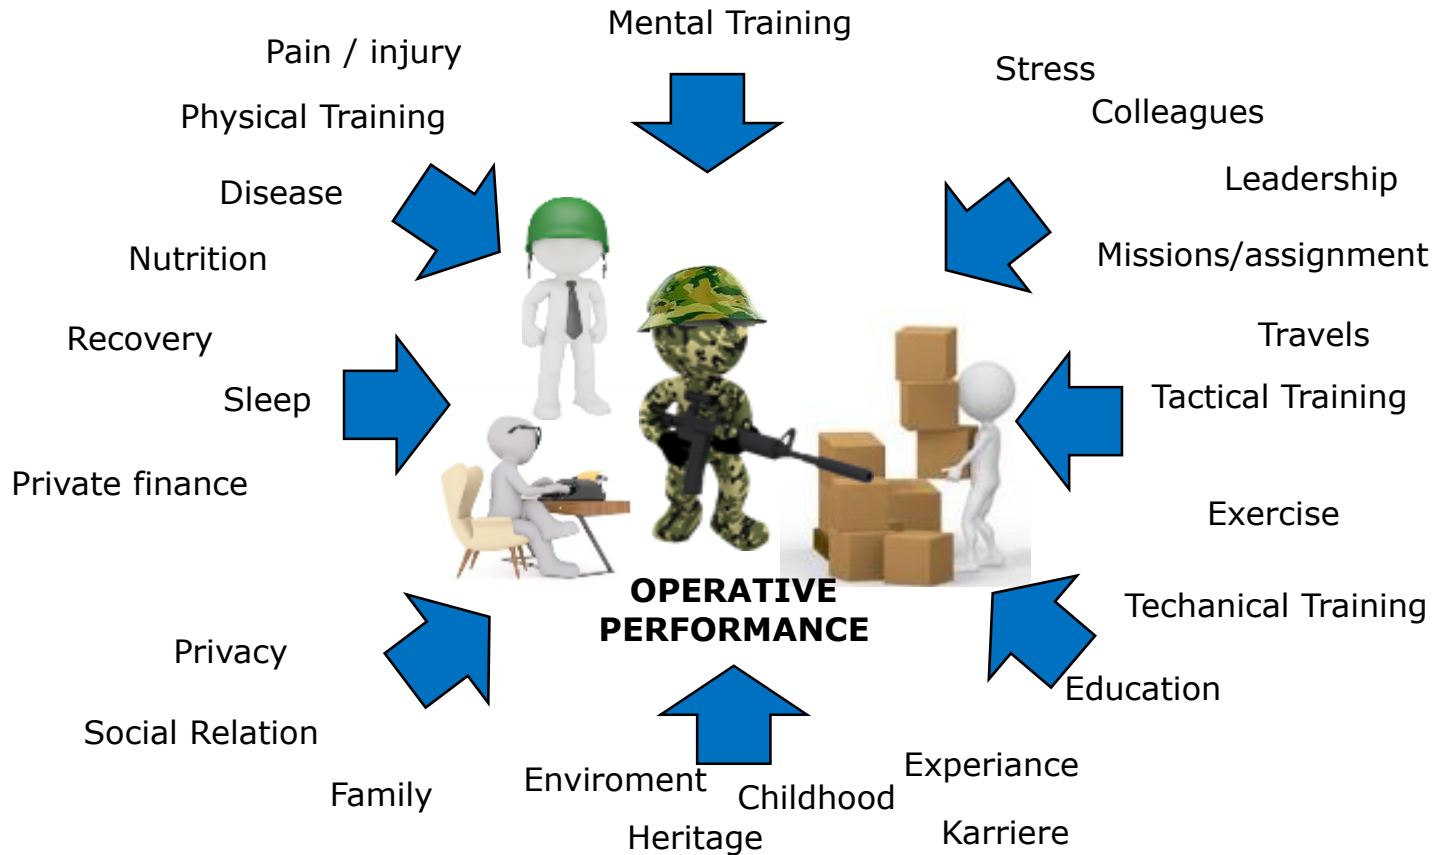 Mental Training
Pain / injury
Stress
Physical Training
Colleagues
Disease
Leadership
Nutrition
Missions/assignment
Recovery
Travels
Sleep
Tactical Training
Private finance
Exercise
OPERATIVE
PERFORMANCE
Techanical Training
Privacy
Education
Social Relation
Family
Enviroment
Childhood
Experiance
Heritage
Karriere